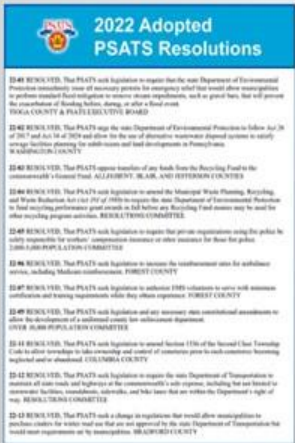 PSATS
2022 Adopted
PSATS Resolutions
22-01 RESOLVED, That PSATS seek legislation to require that the state Department of Environmental
Protection immediately issue all necessary permits for emergency relief that would allow municipalities
to perform standard flood mitigation to remove stream impediments, such as gravel bars, that will prevent
the exacerbation of flooding before, during, or after a flood event.
TIOGA COUNTY & PSATS EXECUTIVE BOARD
22-02 RESOLVED, That PSATS urge the state Department of Environmental Protection to follow Act 26
of 2017 and Act 34 of 2020 and allow for the use of alternative wastewater disposal systems to satisfy
sewage facilities planning for subdivision and land developments in Pennsylvania.
WASHINGTON COUNTY
22-03 RESOLVED, That PSATS oppose transfers of any funds from the Recycling Fund to the
commonwealth's General Fund. ALLEGHENY, BLAIR, AND JEFFERSON COUNTIES
22-04 RESOLVED, That PSATS seek legislation to amend the Municipal Waste Planning, Recycling,
and Waste Reduction Act (Act 101 of 1988) to require the state Department of Environmental Protection
to fund recycling performance grant awards in full before any Recycling Fund monies may be used for
other recycling program activities. RESOLUTIONS COMMITTEE
22-05 RESOLVED, That PSATS seek legislation to require that private organizations using fire police be
solely responsible for workers' compensation insurance or other insurance for those fire police.
2,000-5,000 POPULATION COMMITTEE
22-06 RESOLVED, That PSATS seek legislation to increase the reimbursement rates for ambulance
service, including Medicare reimbursement. FOREST COUNTY
22-07 RESOLVED, That PSATS seek legislation to authorize EMS volunteers to serve with minimum
certification and training requirements while they obtain experience. FOREST COUNTY
22-09 RESOLVED, That PSATS seek legislation and any necessary state constitutional amendments to
allow the development of a uniformed county law enforcement department.
OVER 10,000 POPULATION COMMITTEE
22-11 RESOLVED, That PSATS seek legislation to amend Section 1536 of the Second Class Township
Code to allow townships to take ownership and control of cemeteries prior to such cemeteries becoming
neglected and/or abandoned. COLUMBIA COUNTY
22-12 RESOLVED, That PSATS seek legislation to require the state Department of Transportation to
maintain all state roads and highways at the commonwealth's sole expense, including but not limited to
stormwater facilities, roundabouts, sidewalks, and bike lanes that are within the Department's right of
way. RESOLUTIONS COMMITTEE
22-13 RESOLVED, That PSATS seek a change in regulations that would allow municipalities to
purchase cinders for winter road use that are not approved by the state Department of Transportation but
would meet requirements set by municipalities. BRADFORD COUNTY